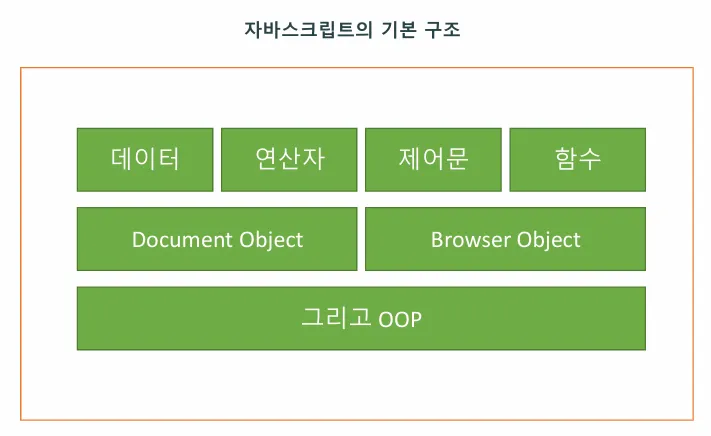 자바스크립트의 기본 구조
데이터
연산자
제어문
함수
Document Object
Browser Object
그리고 OOP